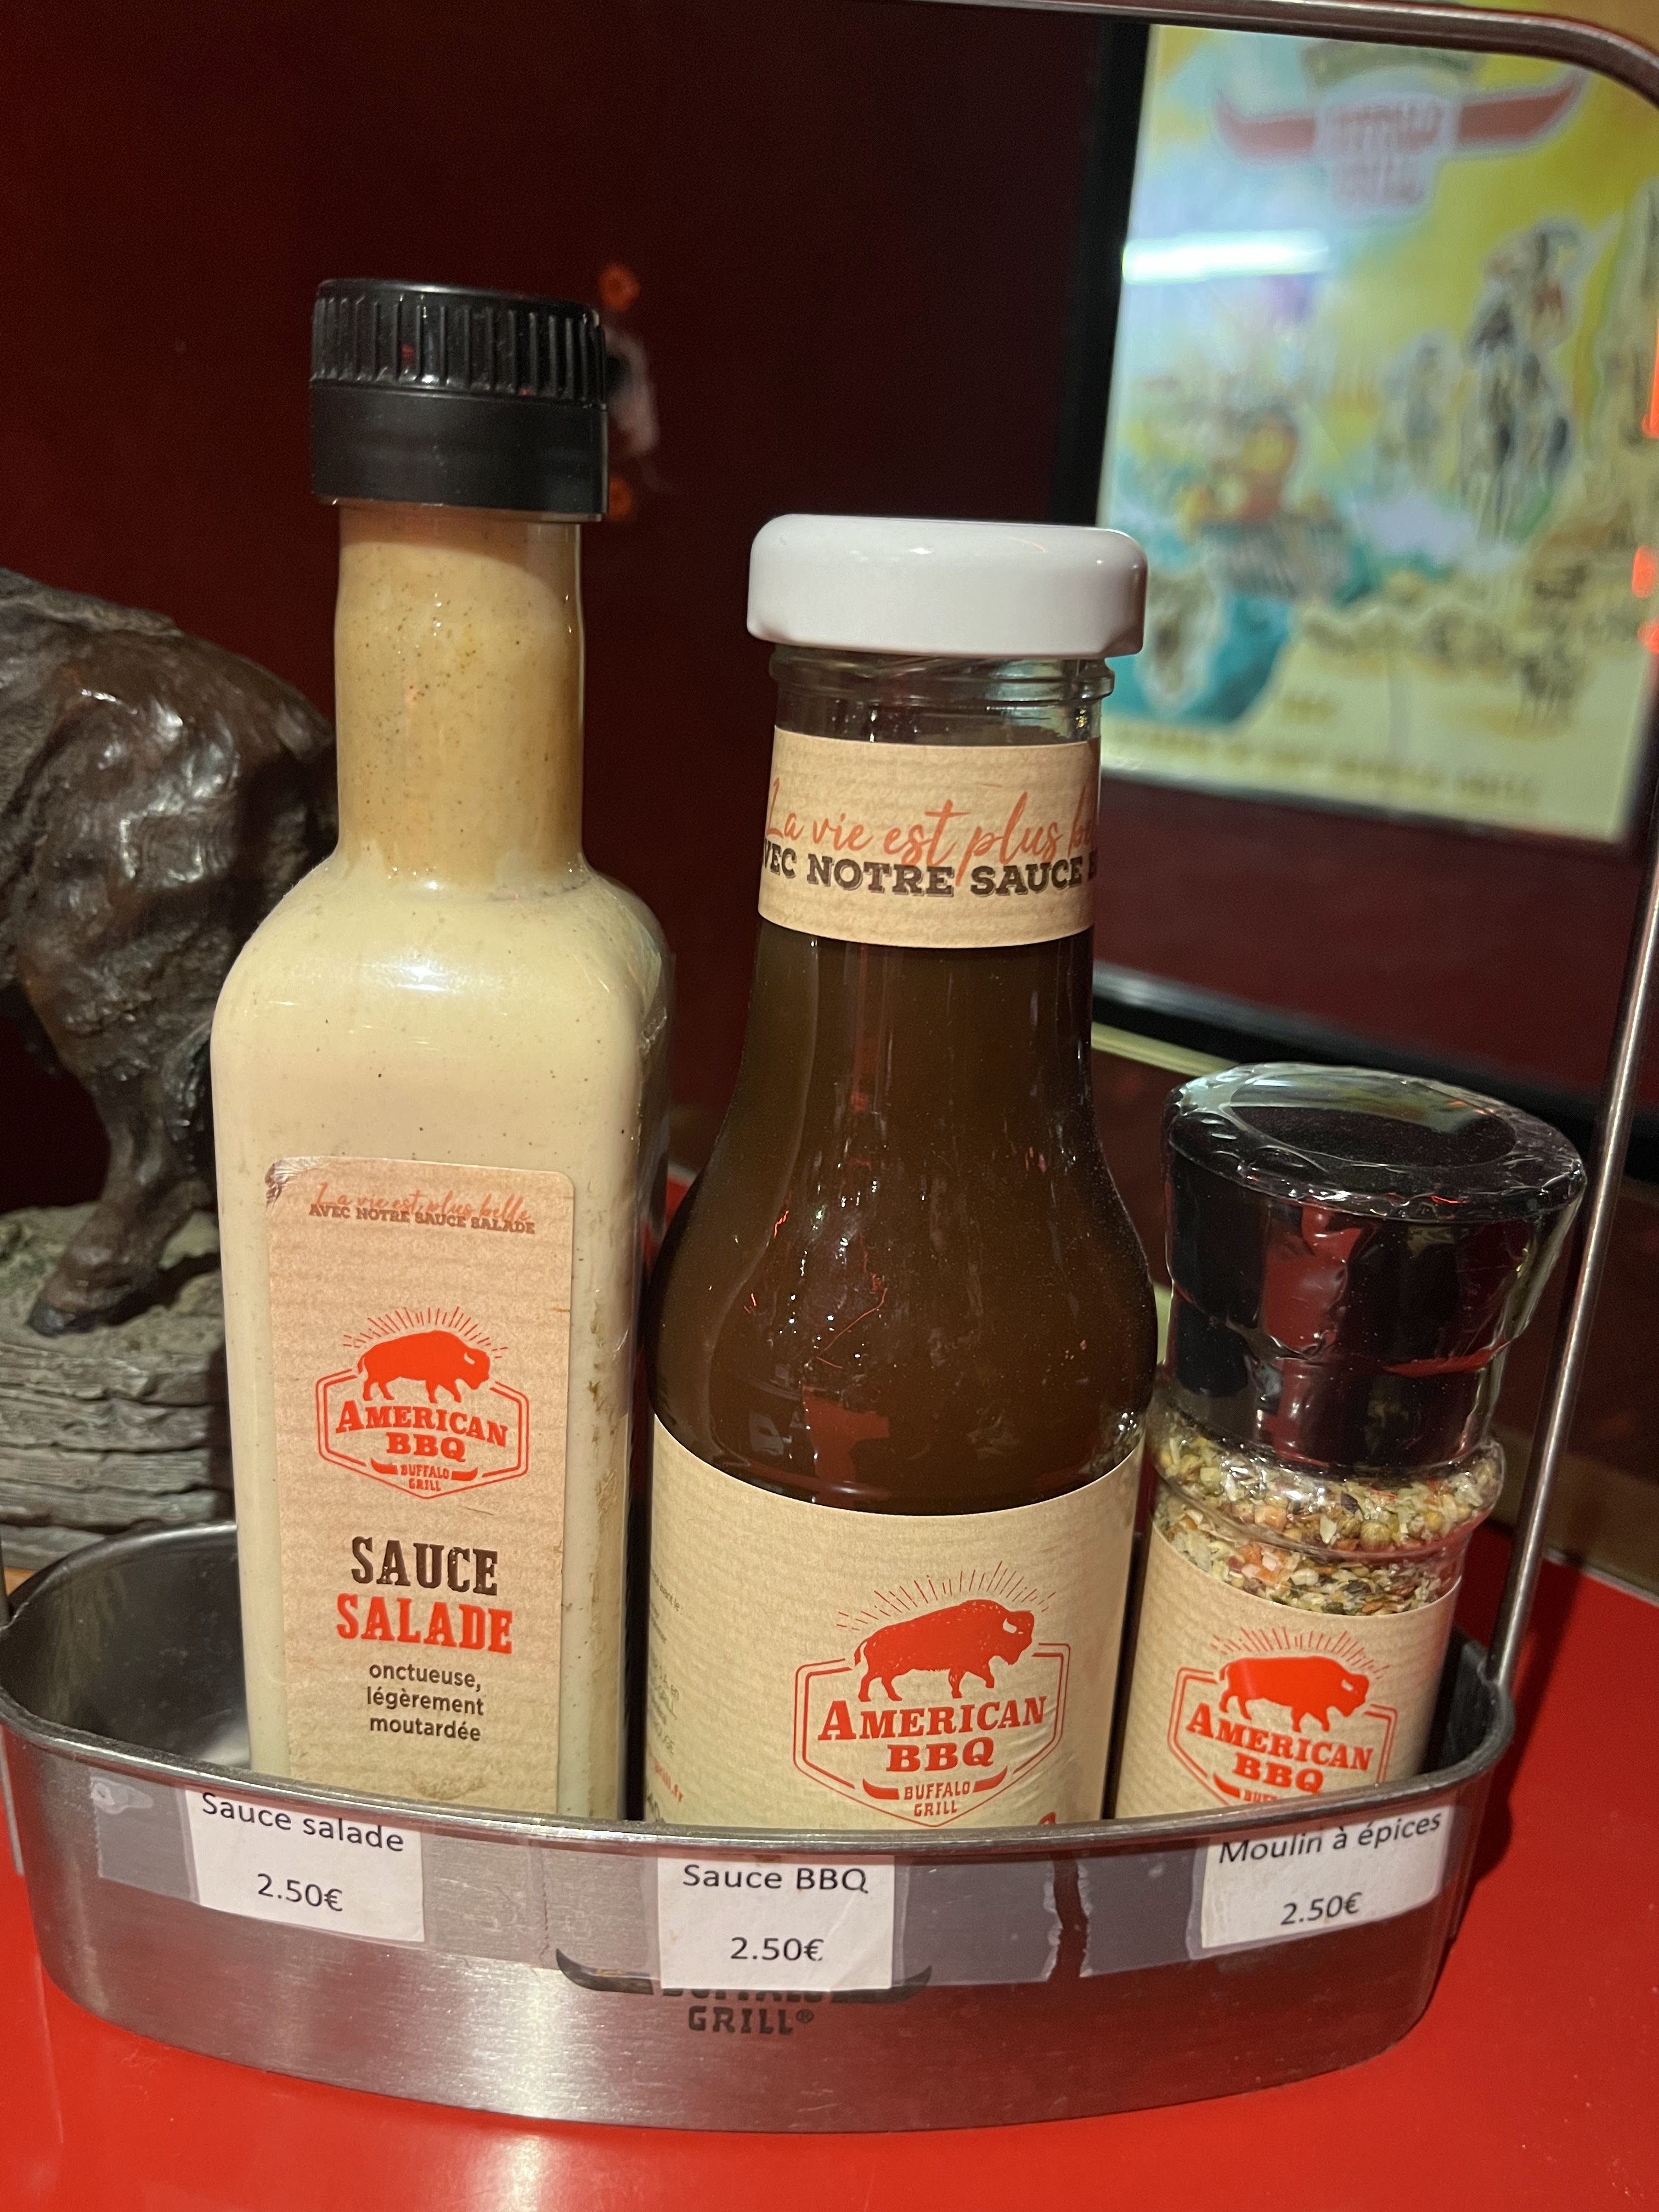 La vie est plus belle
AVEC NOTRE SAUCE SALADE
AMERICAN
BBQ
BUFFALO
GRILL
SAUCE
SALADE
onctueuse,
légèrement
moutardée
La vie est plus
NOTRE SAUCE
AMERICAN
BBQ
BUFFALO
GRILL
AMERICAN
BBQ
Sauce salade
2.50€
Sauce BBQ
2.50€
Moulin à épices
2.50€
BUFFALO
GRILL®